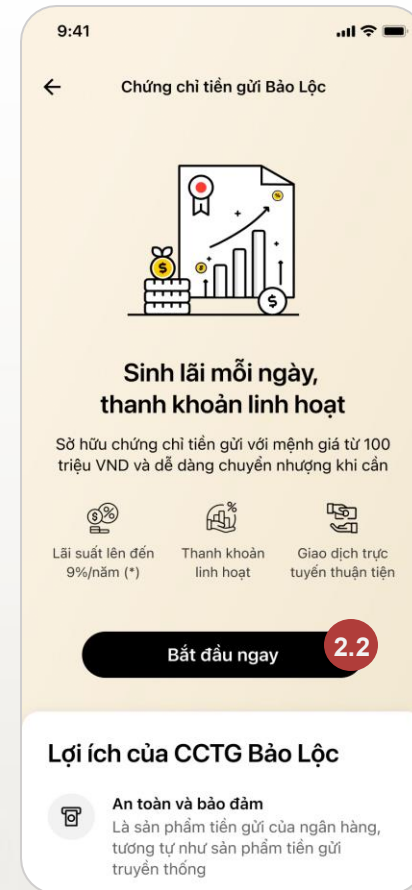 9:41
Chứng chỉ tiền gửi Bảo Lộc
Sinh lãi mỗi ngày,
thanh khoản linh hoạt
Sở hữu chứng chỉ tiền gửi với mệnh giá từ 100
triệu VND và dễ dàng chuyển nhượng khi cần
Lãi suất lên đến
9%/năm (*)
Thanh khoản
linh hoạt
Giao dịch trực
tuyến thuận tiện
Bắt đầu ngay
2.2
Lợi ích của CCTG Bảo Lộc
An toàn và bảo đảm
Là sản phẩm tiền gửi của ngân hàng,
tương tự như sản phẩm tiền gửi
truyền thống